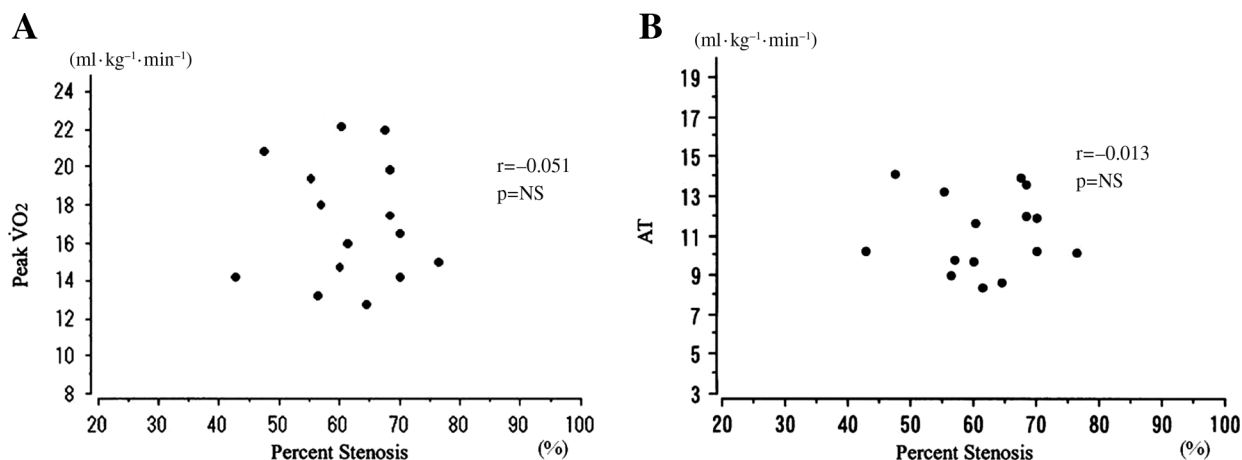 A
(ml·kg⁻¹·min⁻¹)
24
22
20
18
16
14
12
10
8
Peak V̇O2
r=–0.051
p=NS
20 30 40 50 60 70 80 90 100
Percent Stenosis (%)
B
(ml·kg⁻¹·min⁻¹)
19
17
15
13
11
9
7
5
3
AT
r=–0.013
p=NS
20 30 40 50 60 70 80 90 100
Percent Stenosis (%)